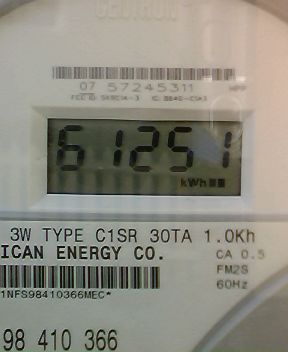 CENTRON
07 57245311
61251
kWh
3W TYPE C1SR 30TA 1.0Kh
ICAN ENERGY CO.
CA 0.5
FM2S
60Hz
1NFS98410366MEC*
98 410 366